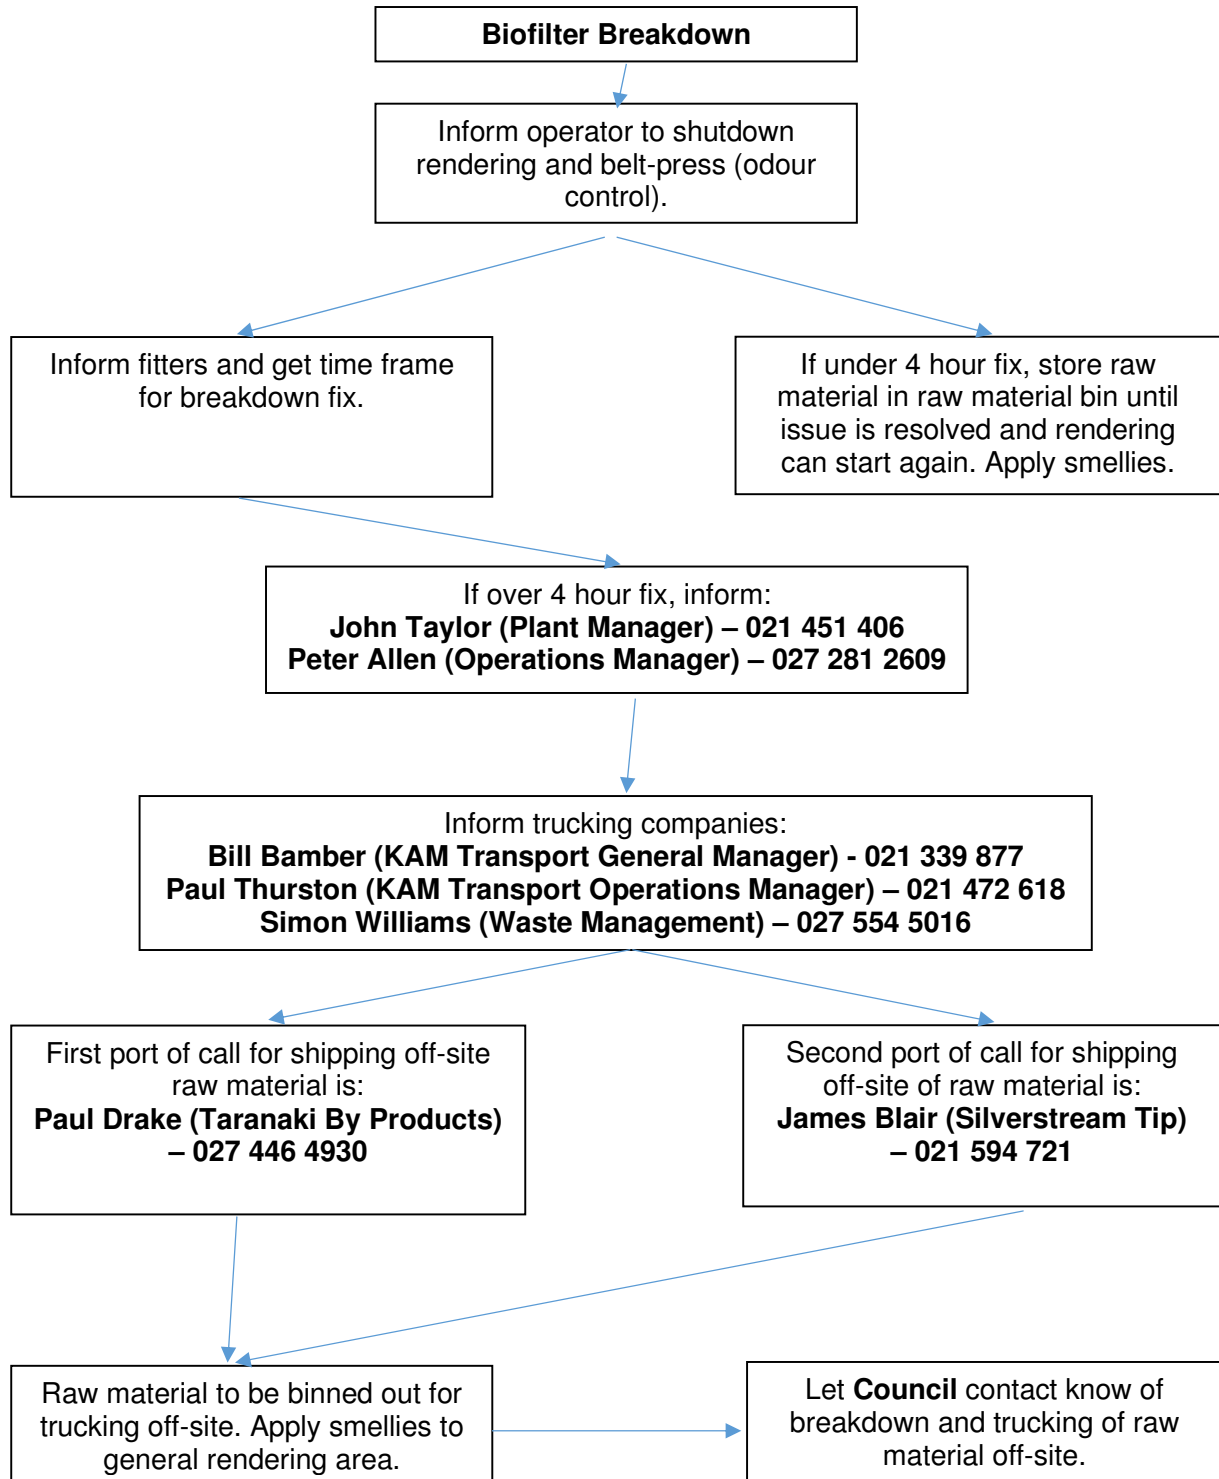 Biofilter Breakdown
Inform operator to shutdown
rendering and belt-press (odour
control).
Inform fitters and get time frame
for breakdown fix.
If under 4 hour fix, store raw
material in raw material bin until
issue is resolved and rendering
can start again. Apply smellies.
If over 4 hour fix, inform:
John Taylor (Plant Manager) – 021 451 406
Peter Allen (Operations Manager) – 027 281 2609
Inform trucking companies:
Bill Bamber (KAM Transport General Manager) - 021 339 877
Paul Thurston (KAM Transport Operations Manager) – 021 472 618
Simon Williams (Waste Management) – 027 554 5016
First port of call for shipping off-site
raw material is:
Paul Drake (Taranaki By Products)
– 027 446 4930
Second port of call for shipping
off-site of raw material is:
James Blair (Silverstream Tip)
– 021 594 721
Raw material to be binned out for
trucking off-site. Apply smellies to
general rendering area.
Let Council contact know of
breakdown and trucking of raw
material off-site.